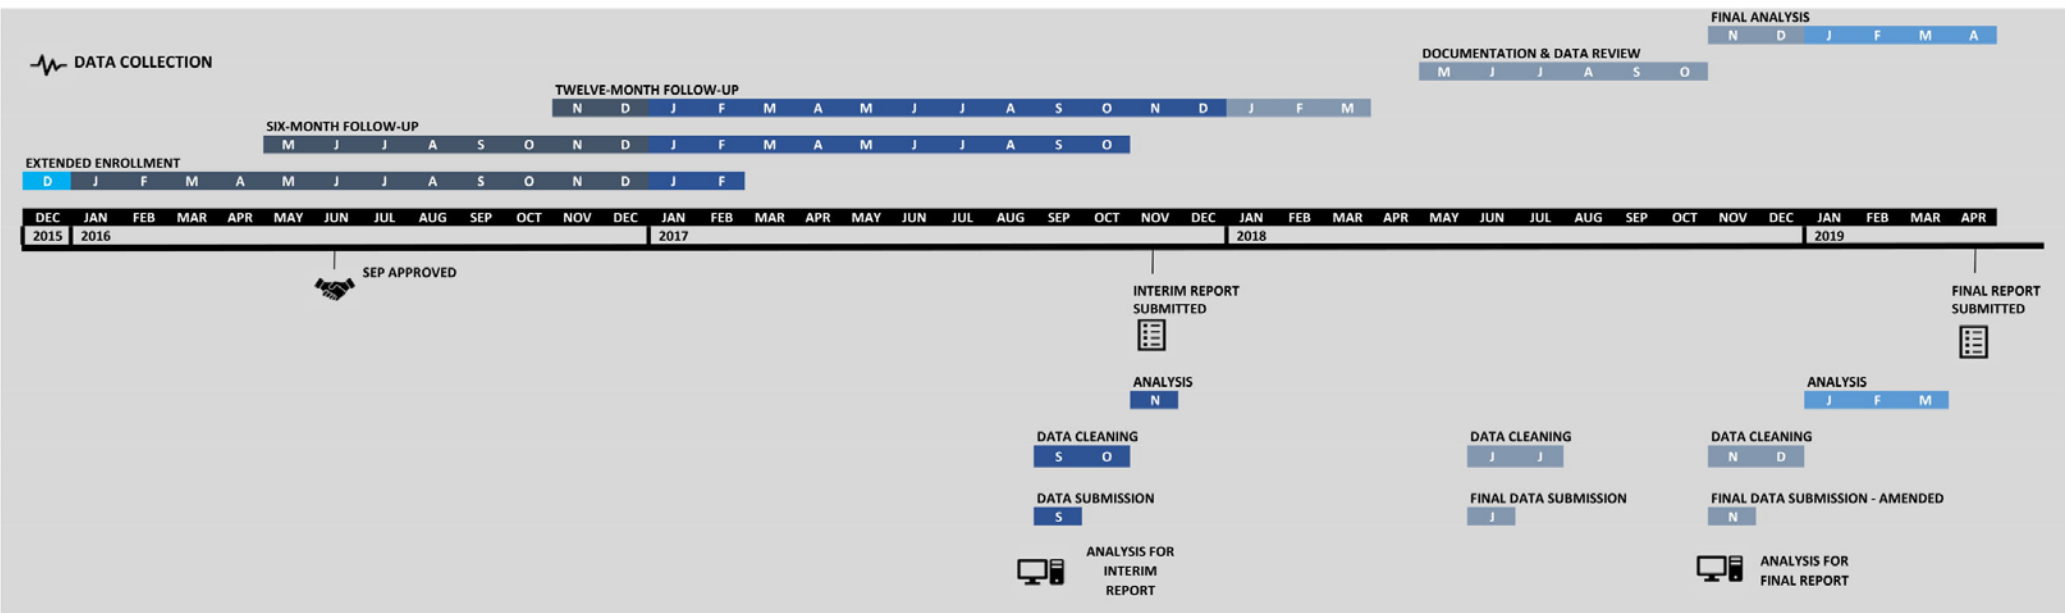 FINAL ANALYSIS
N D J F M A
DOCUMENTATION & DATA REVIEW
M J J A S O
DATA COLLECTION
TWELVE-MONTH FOLLOW-UP
N D J F M A M J J A S O N D J F M
SIX-MONTH FOLLOW-UP
M J J A S O N D J F M A M J J A S O
EXTENDED ENROLLMENT
D J F M A M J J A S O N D J F
DEC JAN FEB MAR APR MAY JUN JUL AUG SEP OCT NOV DEC JAN FEB MAR APR MAY JUN JUL AUG SEP OCT NOV DEC JAN FEB MAR APR MAY JUN JUL AUG SEP OCT NOV DEC JAN FEB MAR APR
2015 2016 2017 2018 2019
SEP APPROVED
INTERIM REPORT
SUBMITTED
FINAL REPORT
SUBMITTED
ANALYSIS
N
ANALYSIS
J F M
DATA CLEANING
S O
DATA CLEANING
J J
DATA CLEANING
N D
DATA SUBMISSION
S
FINAL DATA SUBMISSION
J
FINAL DATA SUBMISSION - AMENDED
N
ANALYSIS FOR
INTERIM
REPORT
ANALYSIS FOR
FINAL REPORT